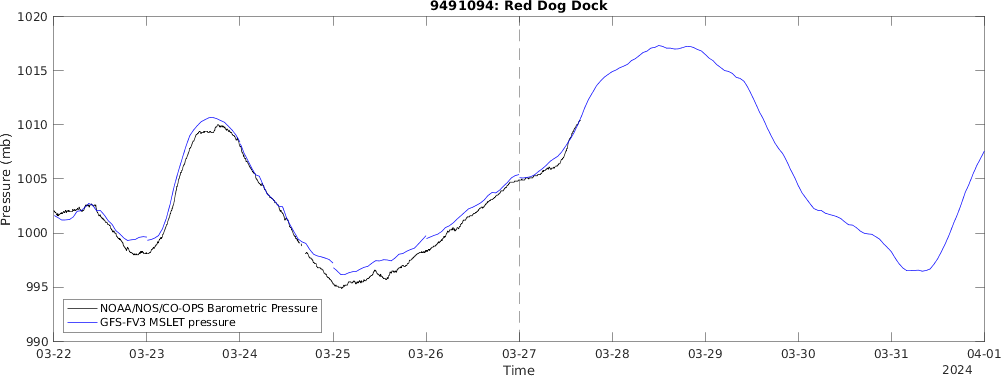 9491094: Red Dog Dock
1020
1015
1010
1005
1000
995
990
Pressure (mb)
NOAA/NOS/CO-OPS Barometric Pressure
GFS-FV3 MSLET pressure
03-22 03-23 03-24 03-25 03-26 03-27 03-28 03-29 03-30 03-31 04-01
Time
2024